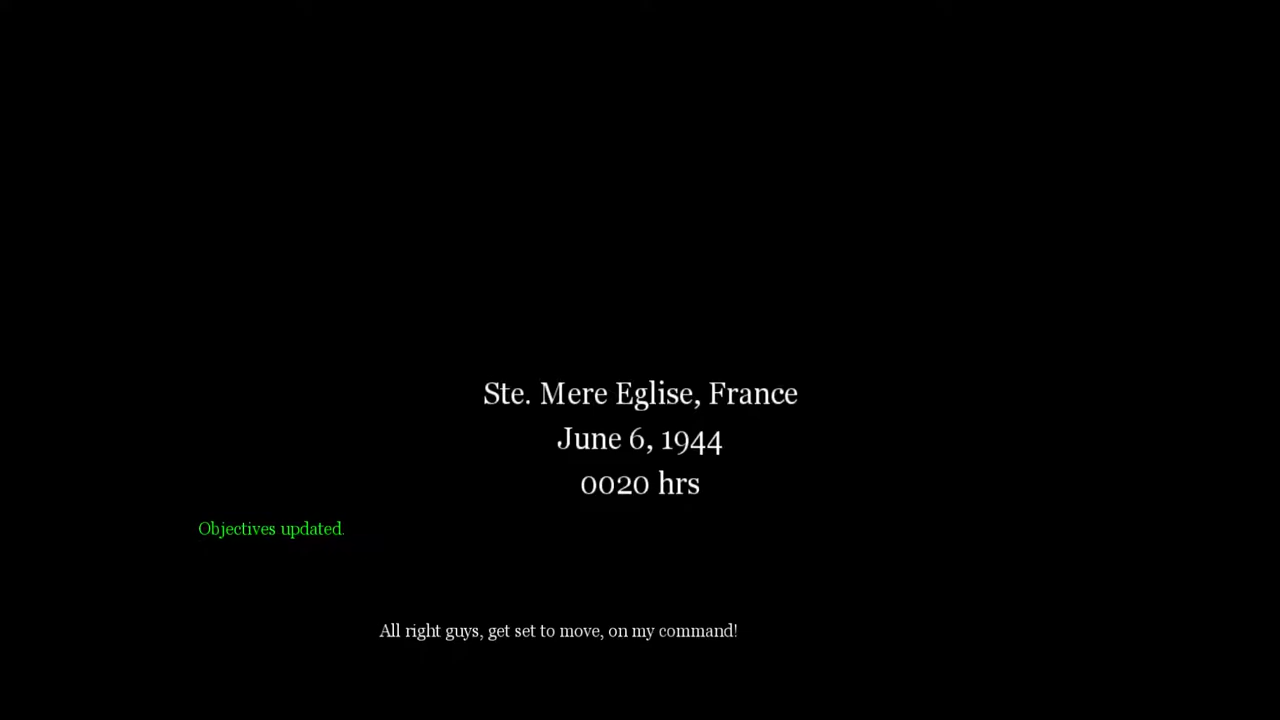 Ste. Mere Eglise, France
June 6, 1944
0020 hrs
Objectives updated.
All right guys, get set to move, on my command!